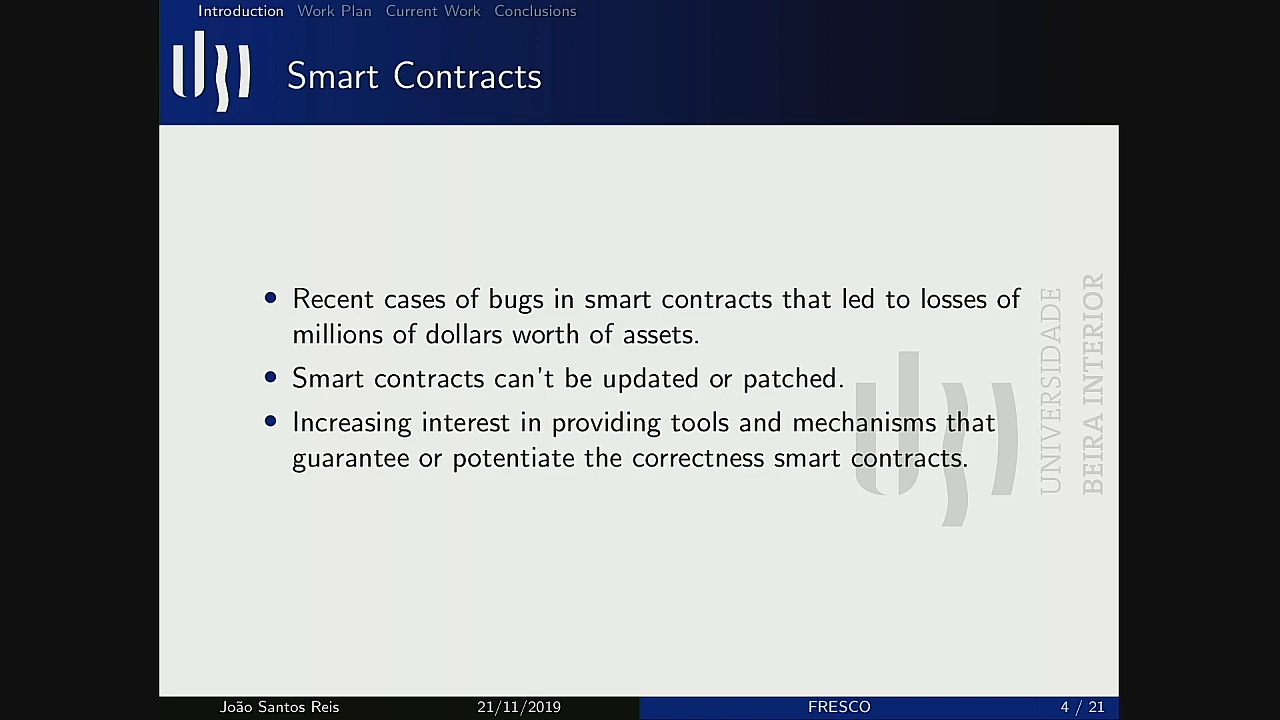 Introduction Work Plan Current Work Conclusions
ubi Smart Contracts
Recent cases of bugs in smart contracts that led to losses of
millions of dollars worth of assets.
Smart contracts can't be updated or patched.
Increasing interest in providing tools and mechanisms that
guarantee or potentiate the correctness smart contracts.
ubi
UNIVERSIDADE
BEIRA INTERIOR
João Santos Reis 21/11/2019 FRESCO 4 / 21